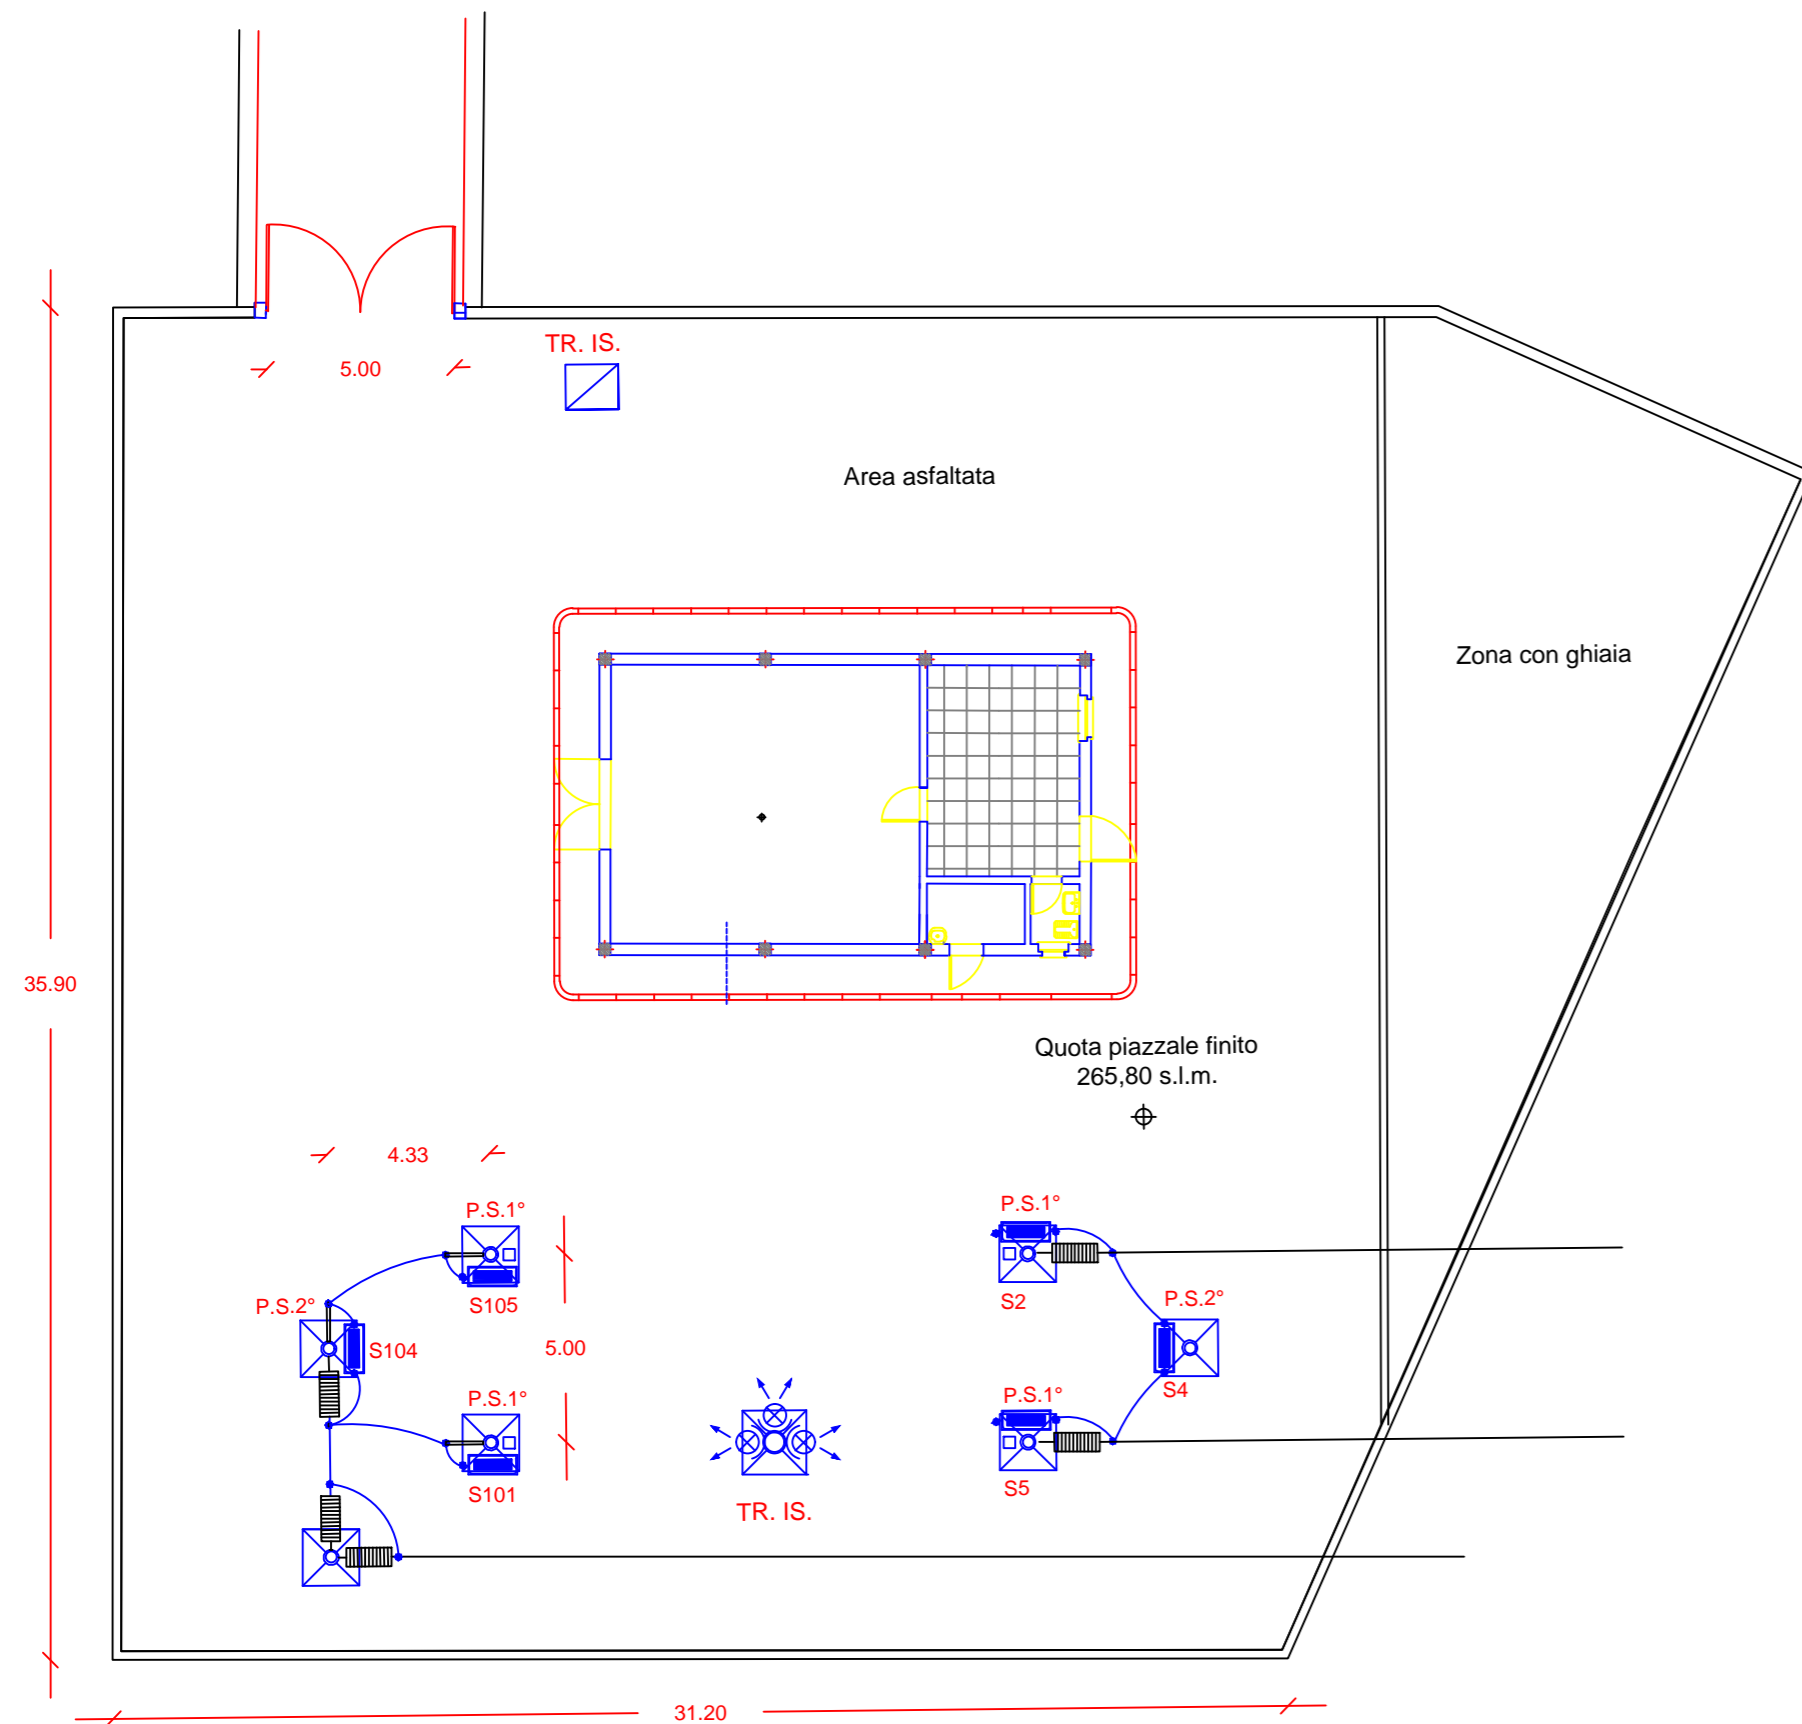 TR. IS.
5.00
Area asfaltata
Zona con ghiaia
35.90
Quota piazzale finito
265,80 s.l.m.
4.33
P.S.1°
P.S.1°
S105
S2
P.S.2°
P.S.2°
S104
5.00
S4
P.S.1°
P.S.1°
S101
S5
TR. IS.
31.20